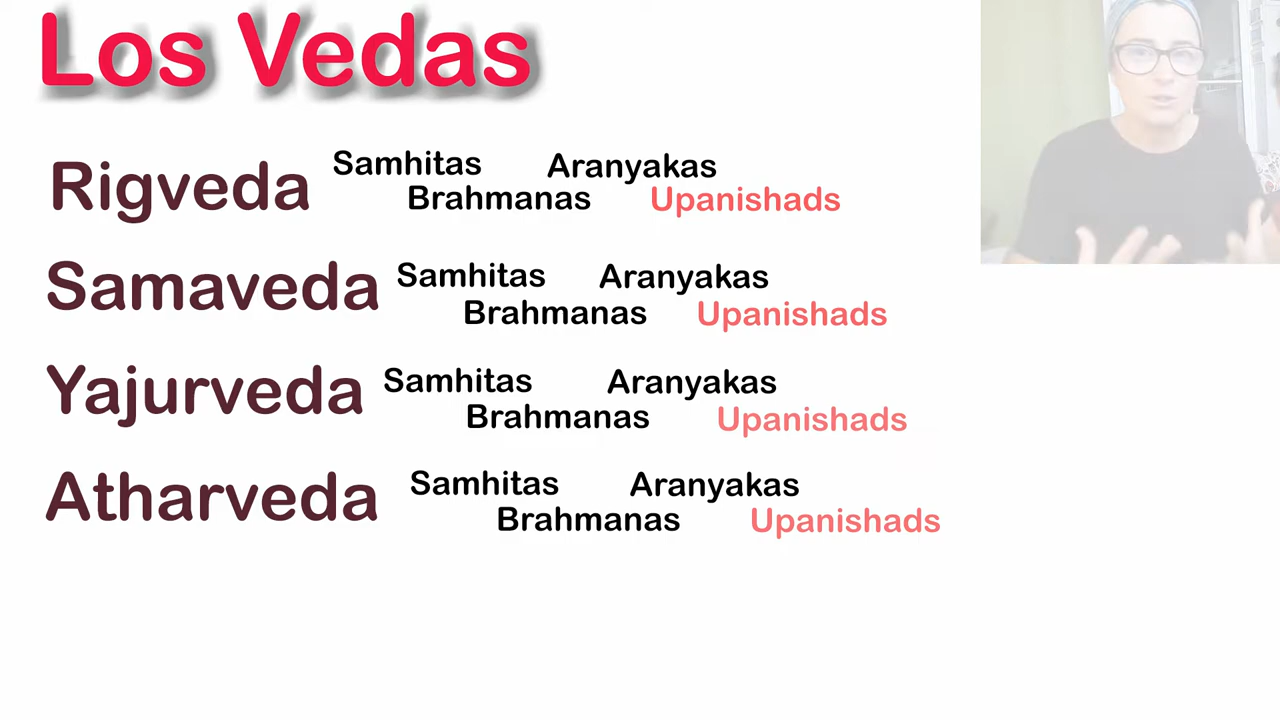 Los Vedas
Rigveda
Samhitas Aranyakas
Brahmanas Upanishads
Samaveda
Samhitas Aranyakas
Brahmanas Upanishads
Yajurveda
Samhitas Aranyakas
Brahmanas Upanishads
Atharveda
Samhitas Aranyakas
Brahmanas Upanishads